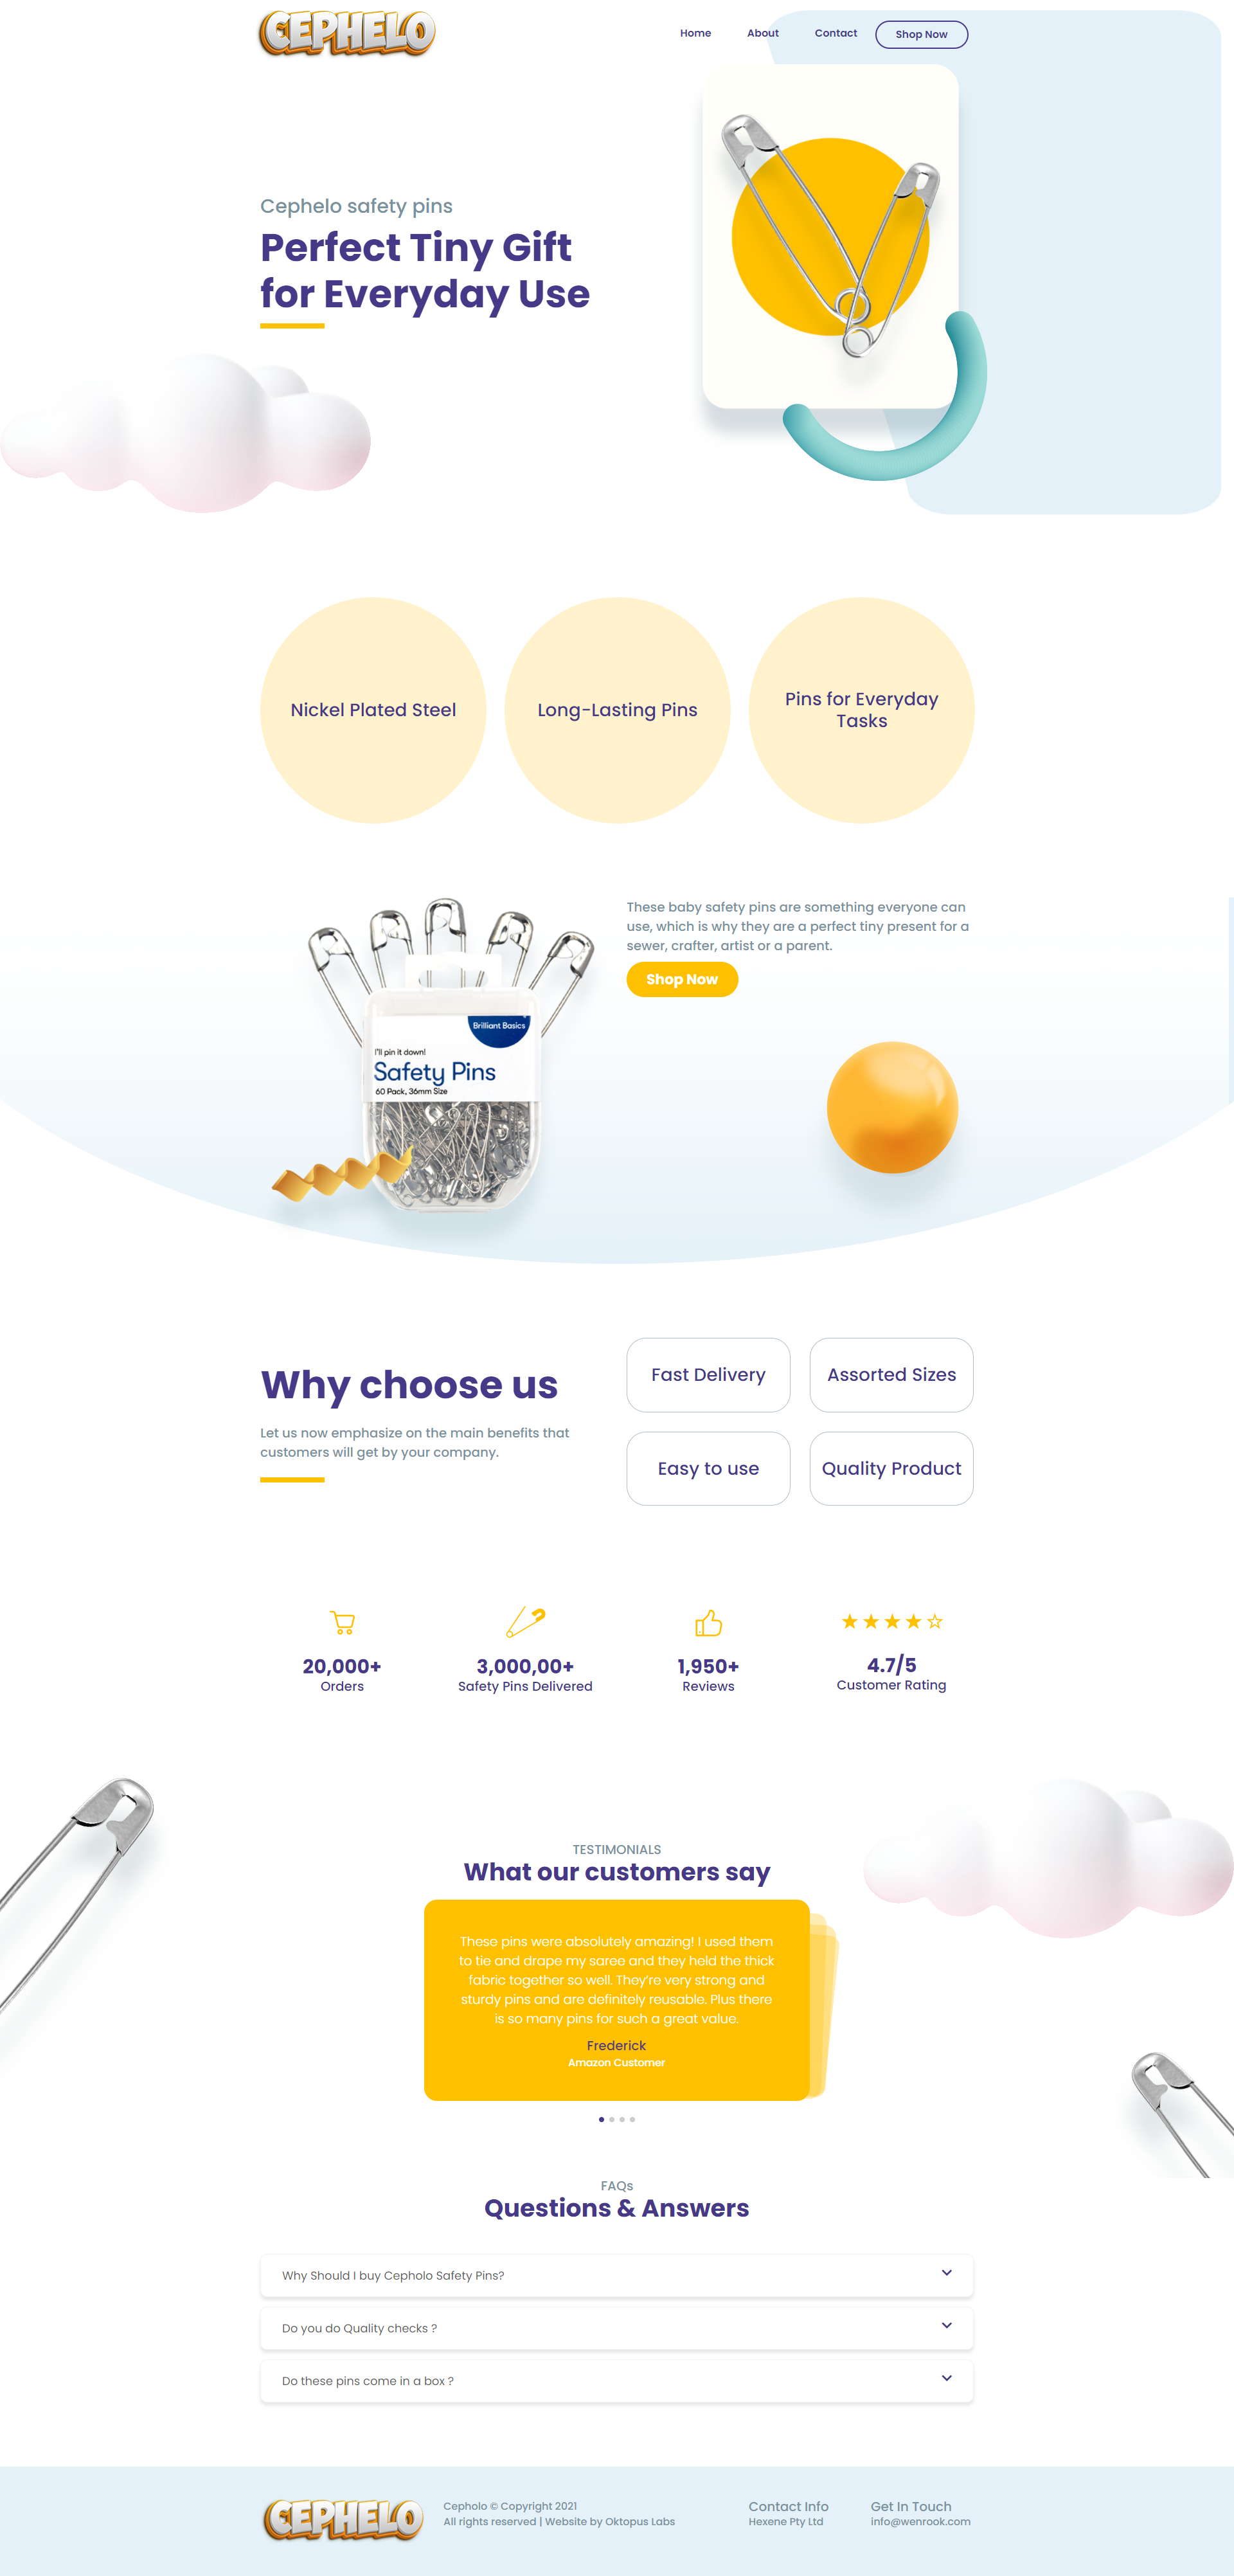 CEPHELO
Home About Contact Shop Now
Cephelo safety pins
Perfect Tiny Gift
for Everyday Use
Nickel Plated Steel
Long-Lasting Pins
Pins for Everyday
Tasks
These baby safety pins are something everyone can
use, which is why they are a perfect tiny present for a
sewer, crafter, artist or a parent.
Shop Now
Brilliant Basics
I'll pin it down!
Safety Pins
60 Pack, 36mm Size
Why choose us
Let us now emphasize on the main benefits that
customers will get by your company.
Fast Delivery
Assorted Sizes
Easy to use
Quality Product
20,000+
Orders
3,000,00+
Safety Pins Delivered
1,950+
Reviews
4.7/5
Customer Rating
TESTIMONIALS
What our customers say
These pins were absolutely amazing! I used them
to tie and drape my saree and they held the thick
fabric together so well. They're very strong and
sturdy pins and are definitely reusable. Plus there
is so many pins for such a great value.
Frederick
Amazon Customer
FAQs
Questions & Answers
Why Should I buy Cepholo Safety Pins?
Do you do Quality checks ?
Do these pins come in a box ?
CEPHELO
Cepholo © Copyright 2021
All rights reserved | Website by Oktopus Labs
Contact Info
Hexene Pty Ltd
Get In Touch
info@wenrook.com